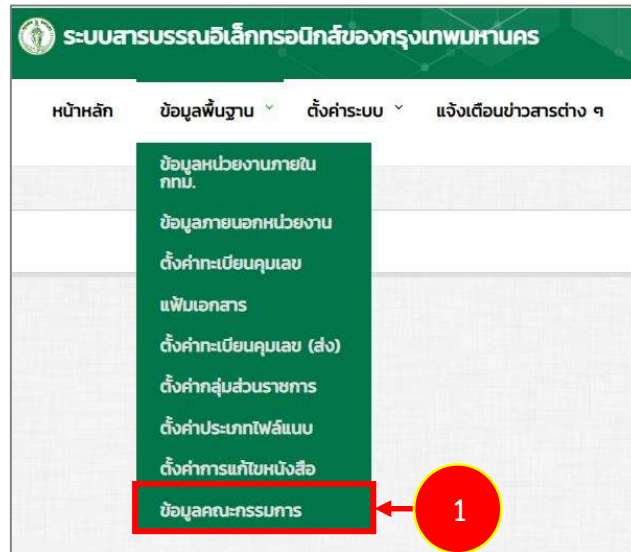 ระบบสารบรรณอิเล็กทรอนิกส์ของกรุงเทพมหานคร
หน้าหลัก ข้อมูลพื้นฐาน ตั้งค่าระบบ แจ้งเตือนข่าวสารต่าง ๆ
ข้อมูลหน่วยงานภายใน
กทม.
ข้อมูลภายนอกหน่วยงาน
ตั้งค่าทะเบียนคุมเลข
แฟ้มเอกสาร
ตั้งค่าทะเบียนคุมเลข (ส่ง)
ตั้งค่ากลุ่มส่วนราชการ
ตั้งค่าประเภทไฟล์แนบ
ตั้งค่าการแก้ไขหนังสือ
ข้อมูลคณะกรรมการ 1